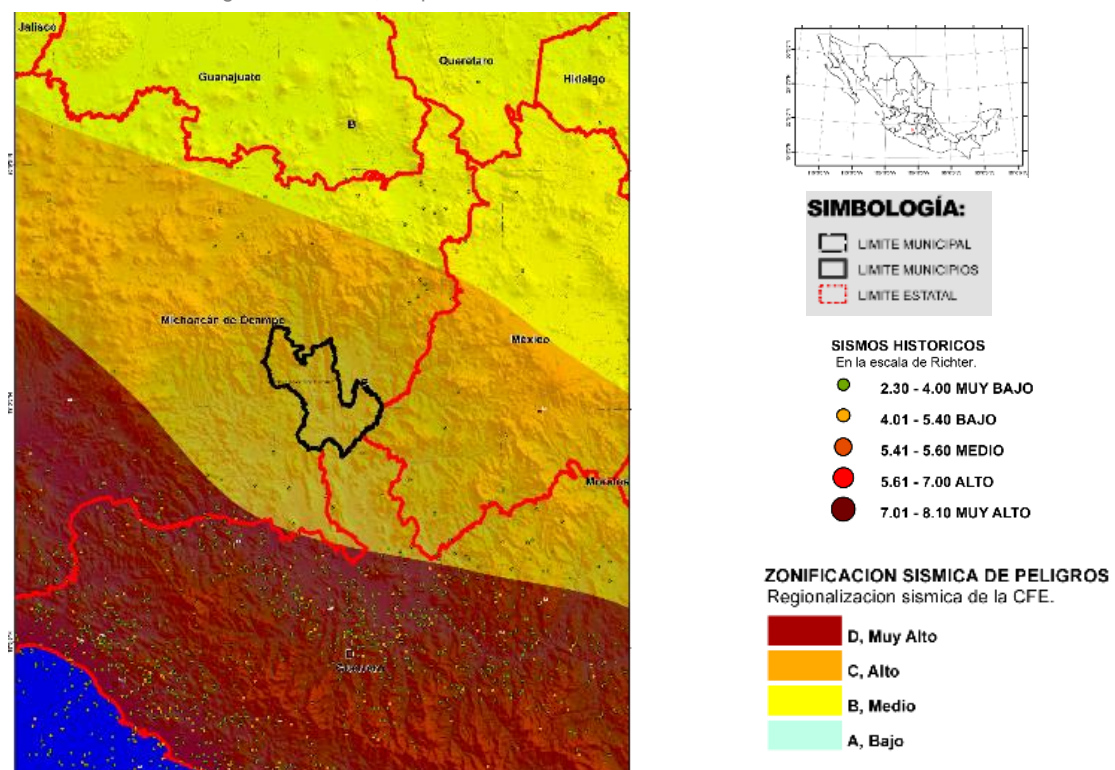 Jalisco
Guanajuato
Querétaro
Hidalgo
B
Michoacán de Ocampo
México
Morelos
D
Guerrero
SIMBOLOGÍA:
LIMITE MUNICIPAL
LIMITE MUNICIPIOS
LIMITE ESTATAL
SISMOS HISTORICOS
En la escala de Richter.
2.30 - 4.00 MUY BAJO
4.01 - 5.40 BAJO
5.41 - 5.60 MEDIO
5.61 - 7.00 ALTO
7.01 - 8.10 MUY ALTO
ZONIFICACION SISMICA DE PELIGROS
Regionalizacion sismica de la CFE.
D, Muy Alto
C, Alto
B, Medio
A, Bajo